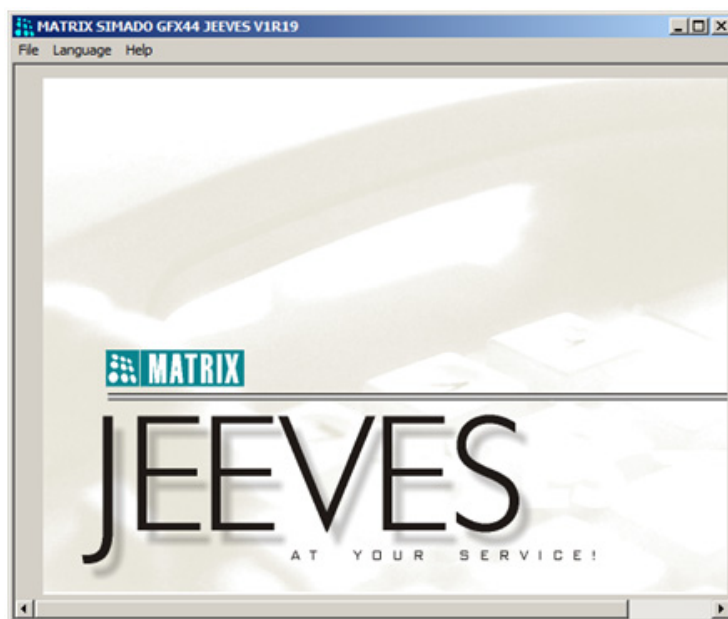 MATRIX SIMADO GFX44 JEEVES V1R19
File Language Help
MATRIX
JEEVES
AT YOUR SERVICE!